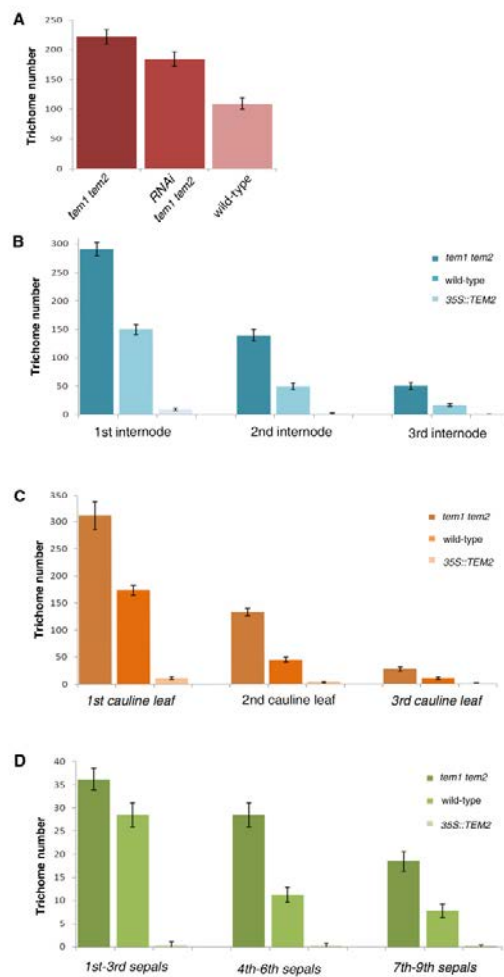 A
Trichome number
250
200
150
100
50
0
tem1 tem2
RNAi
tem1 tem2
wild-type
B
Trichome number
300
250
200
150
100
50
0
tem1 tem2
wild-type
35S::TEM2
1st internode
2nd internode
3rd internode
C
Trichome number
350
300
250
200
150
100
50
0
tem1 tem2
wild-type
35S::TEM2
1st cauline leaf
2nd cauline leaf
3rd cauline leaf
D
Trichome number
40
35
30
25
20
15
10
5
0
tem1 tem2
wild-type
35S::TEM2
1st-3rd sepals
4th-6th sepals
7th-9th sepals